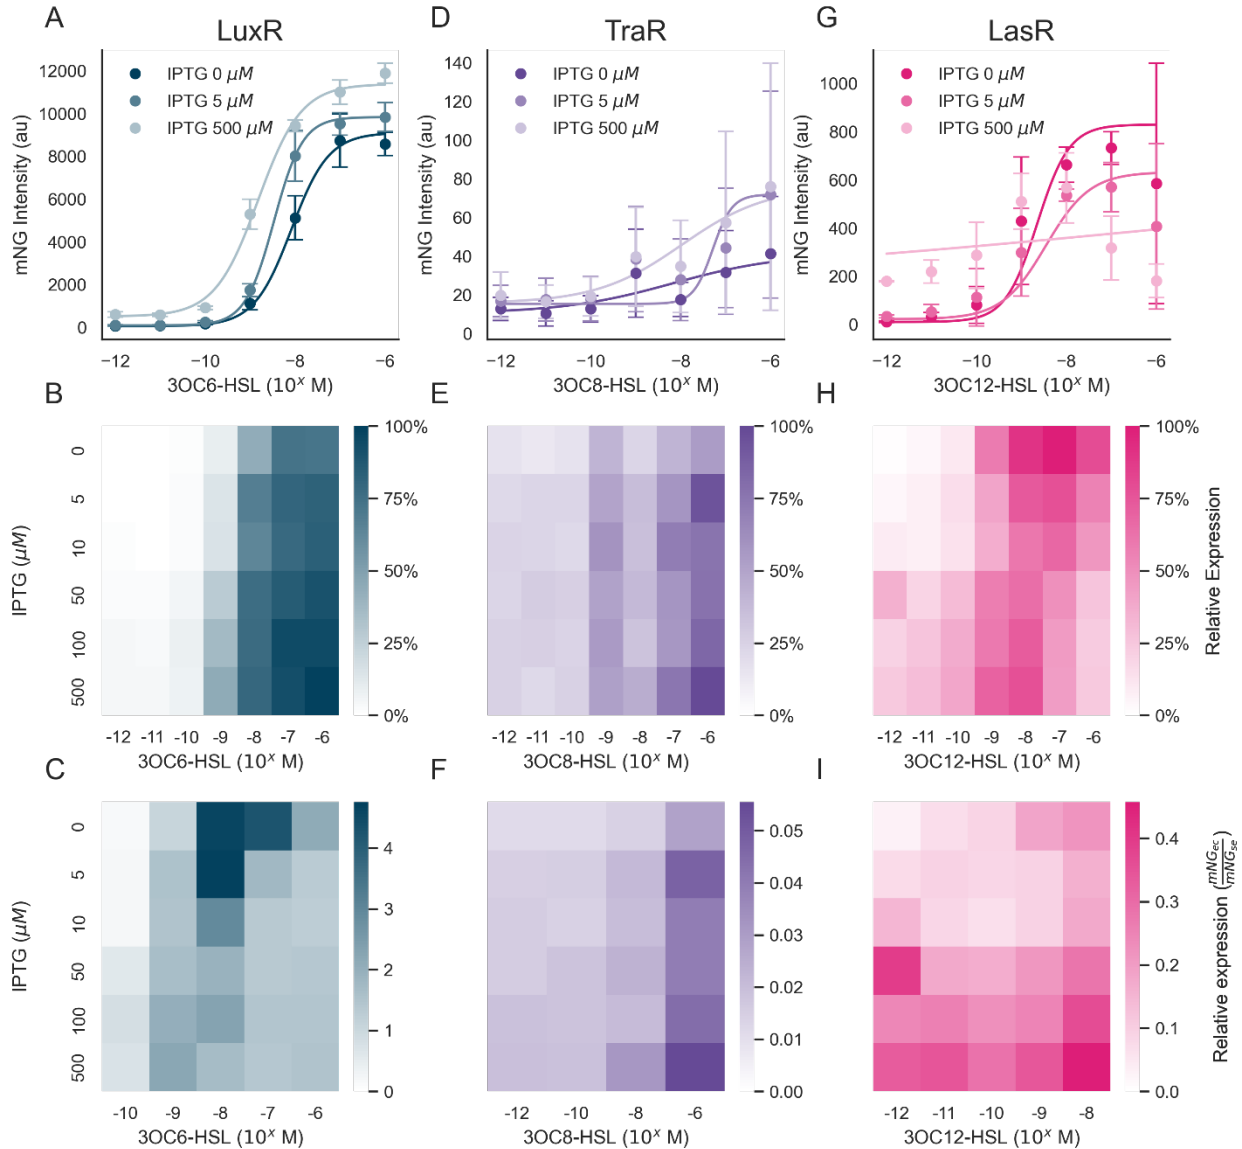 A
LuxR
12000
10000
8000
6000
4000
2000
0
mNG Intensity (au)
IPTG 0 μM
IPTG 5 μM
IPTG 500 μM
−12
−10
−8
−6
3OC6-HSL (10ˣ M)
D
TraR
140
120
100
80
60
40
20
0
mNG Intensity (au)
IPTG 0 μM
IPTG 5 μM
IPTG 500 μM
−12
−10
−8
−6
3OC8-HSL (10ˣ M)
G
LasR
1000
800
600
400
200
0
mNG Intensity (au)
IPTG 0 μM
IPTG 5 μM
IPTG 500 μM
−12
−10
−8
−6
3OC12-HSL (10ˣ M)
B
IPTG (μM)
0
5
10
50
100
500
-12 -11 -10 -9 -8 -7 -6
3OC6-HSL (10ˣ M)
100%
75%
50%
25%
0%
E
-12 -11 -10 -9 -8 -7 -6
3OC8-HSL (10ˣ M)
100%
75%
50%
25%
0%
H
-12 -11 -10 -9 -8 -7 -6
3OC12-HSL (10ˣ M)
100%
75%
50%
25%
0%
Relative Expression
C
IPTG (μM)
0
5
10
50
100
500
-10 -9 -8 -7 -6
3OC6-HSL (10ˣ M)
4
3
2
1
0
F
-12 -10 -8 -6
3OC8-HSL (10ˣ M)
0.05
0.04
0.03
0.02
0.01
0.00
I
-12 -11 -10 -9 -8
3OC12-HSL (10ˣ M)
0.4
0.3
0.2
0.1
0.0
Relative expression (mNG_ec/mNG_se)